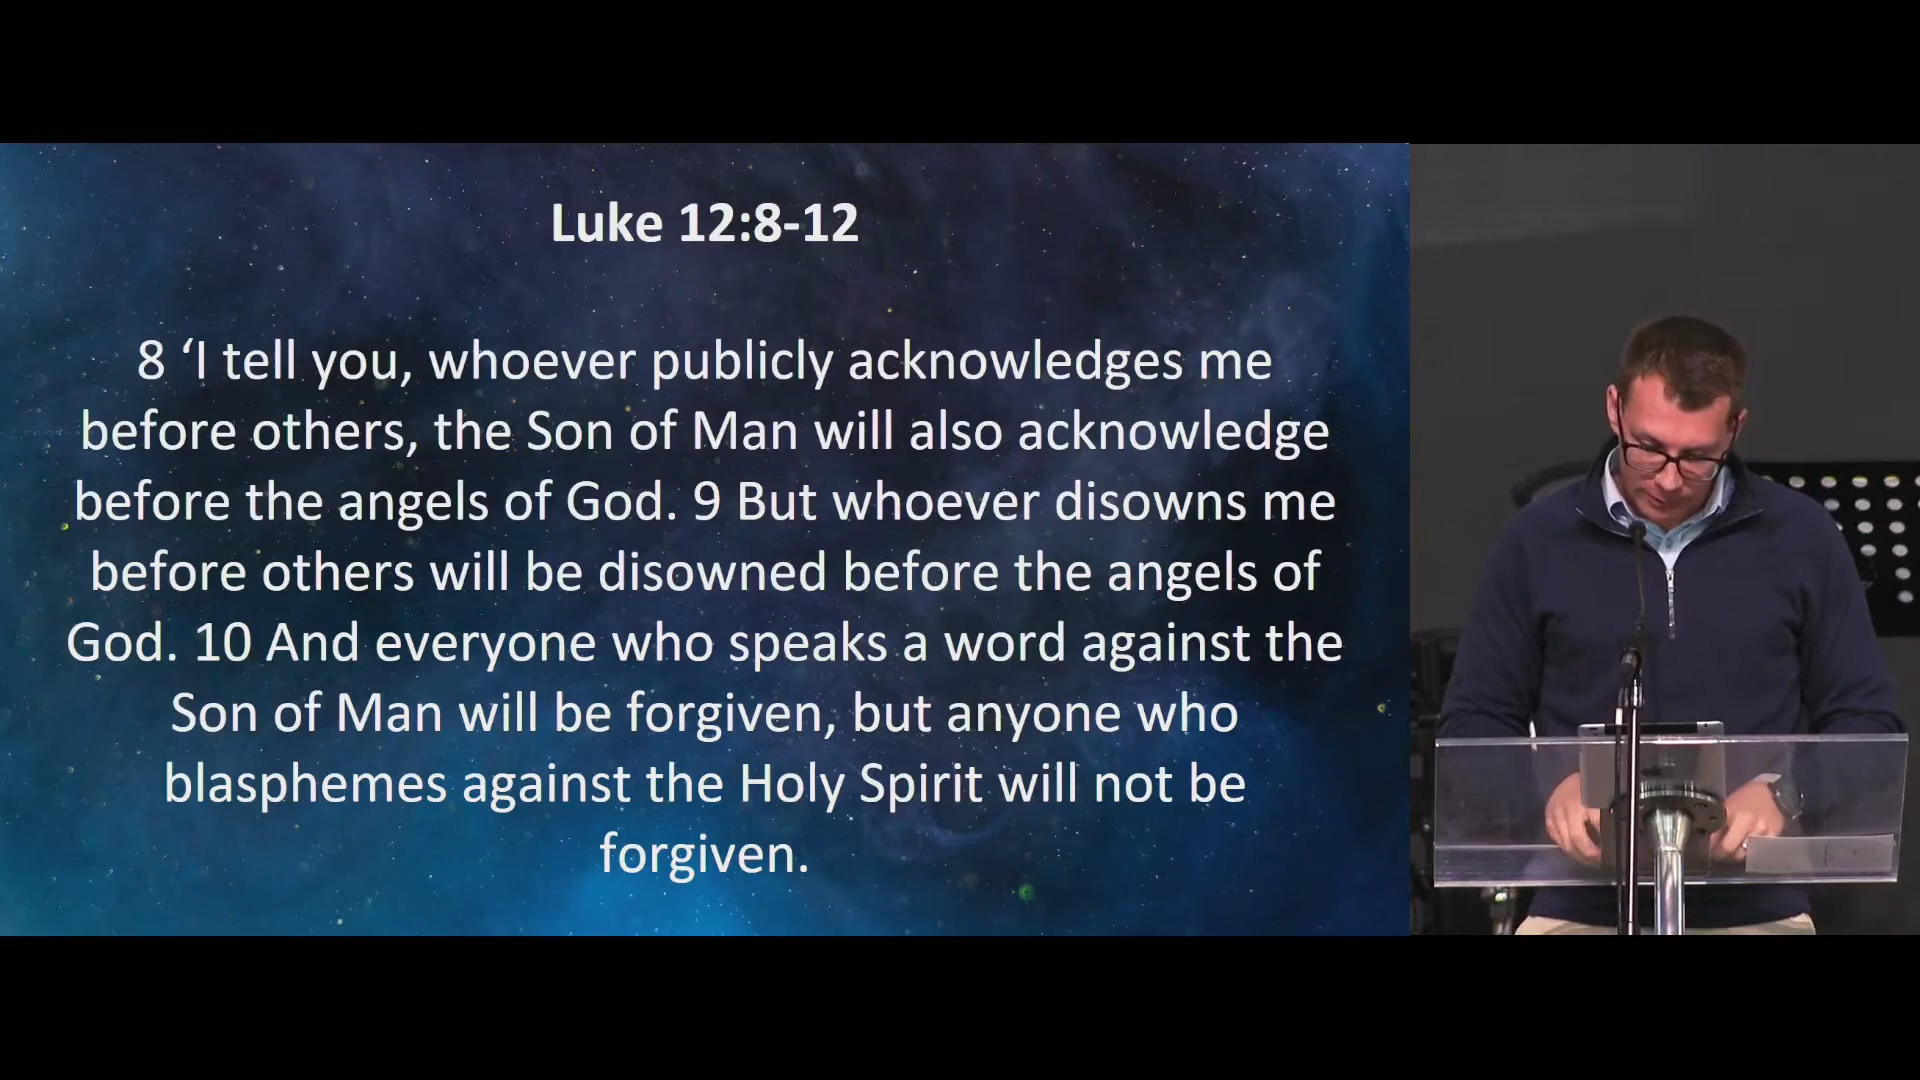 Luke 12:8-12
8 ‘I tell you, whoever publicly acknowledges me
before others, the Son of Man will also acknowledge
before the angels of God. 9 But whoever disowns me
before others will be disowned before the angels of
God. 10 And everyone who speaks a word against the
Son of Man will be forgiven, but anyone who
blasphemes against the Holy Spirit will not be
forgiven.